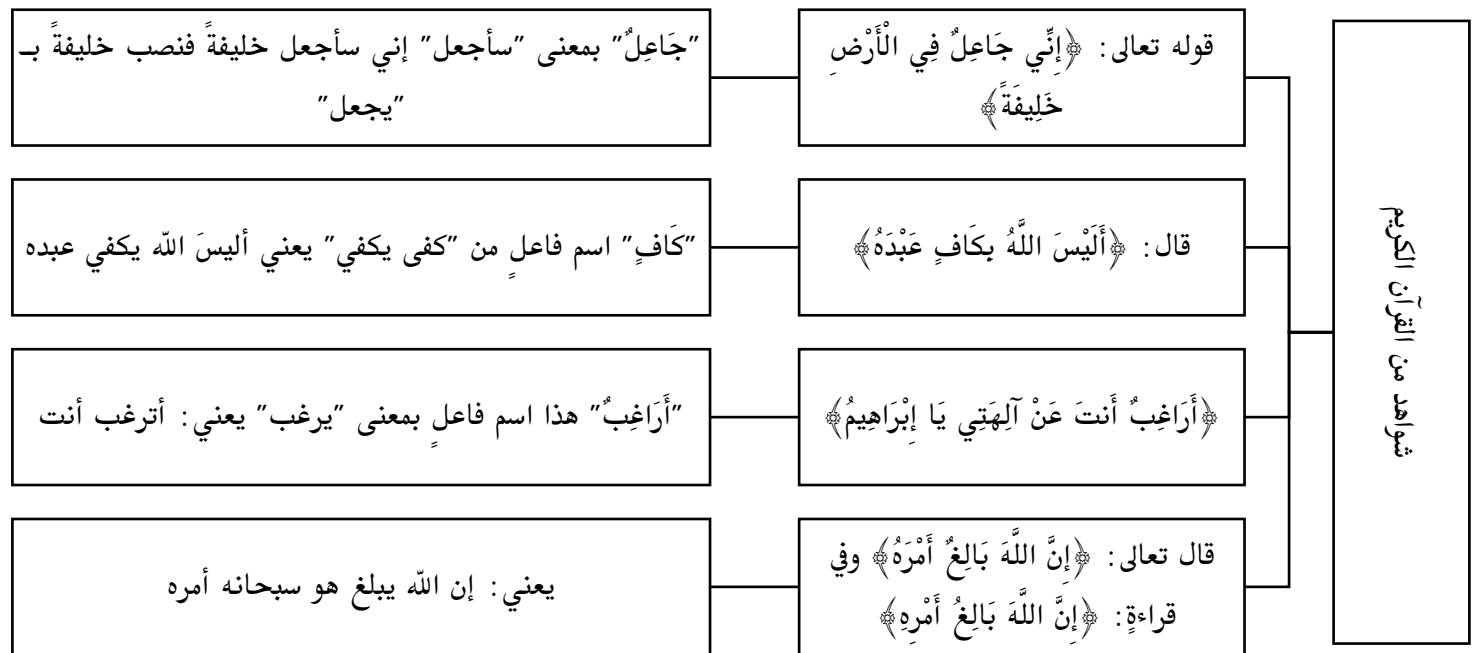 شواهد من القرآن الكريم
قوله تعالى: ﴿إِنِّي جَاعِلٌ فِي الْأَرْضِ
خَلِيفَةً﴾
"جَاعِلٌ" بمعنى "سأجعل" إني سأجعل خليفةً فنصب خليفةً بـ
"يجعل"
قال: ﴿أَلَيْسَ اللَّهُ بِكَافٍ عَبْدَهُ﴾
"كَافٍ" اسم فاعلٍ من "كفى يكفي" يعني أليسَ الله يكفي عبده
﴿أَرَاغِبٌ أَنتَ عَنْ آلِهَتِي يَا إِبْرَاهِيمُ﴾
"أَرَاغِبٌ" هذا اسم فاعلٍ بمعنى "يرغب" يعني: أترغب أنت
قال تعالى: ﴿إِنَّ اللَّهَ بَالِغٌ أَمْرَهُ﴾ وفي
قراءةٍ: ﴿إِنَّ اللَّهَ بَالِغُ أَمْرِهِ﴾
يعني: إن الله يبلغ هو سبحانه أمره